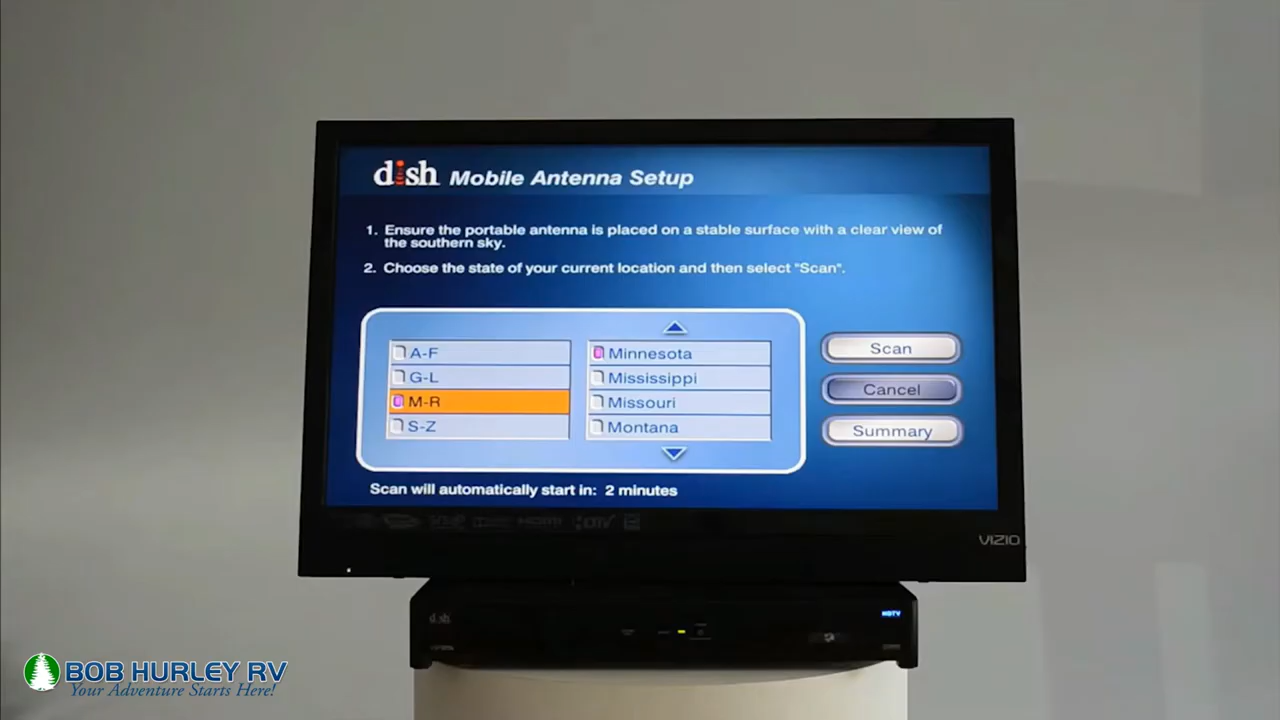 dish Mobile Antenna Setup
1. Ensure the portable antenna is placed on a stable surface with a clear view of
the southern sky.
2. Choose the state of your current location and then select "Scan".
A-F
G-L
M-R
S-Z
Minnesota
Mississippi
Missouri
Montana
Scan
Cancel
Summary
Scan will automatically start in: 2 minutes
HDMI
HDTV
VIZIO
dish
HDTV
BOB HURLEY RV
Your Adventure Starts Here!